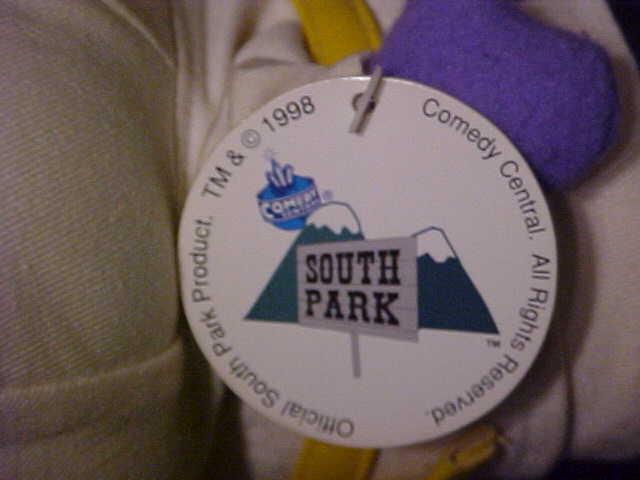 Official South Park Product. TM & © 1998 Comedy Central. All Rights Reserved.
COMEDY
CENTRAL
®
SOUTH
PARK
TM